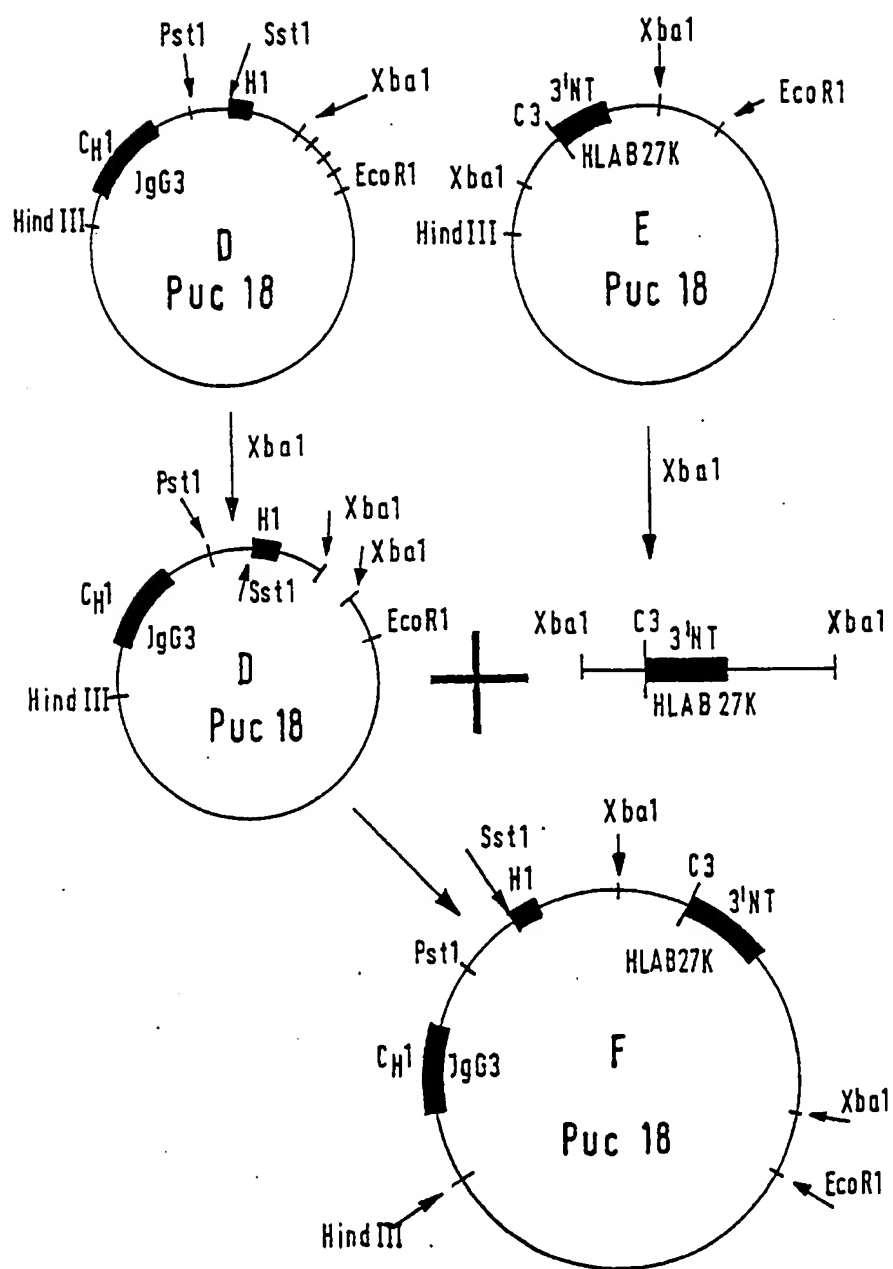 Pst1
Sst1
H1
Xba1
EcoR1
CH1
JgG3
Hind III
D
Puc 18
Xba1
EcoR1
3'NT
C3
HLAB27K
Xba1
Hind III
E
Puc 18
Xba1
Xba1
Pst1
H1
Xba1
Xba1
Sst1
EcoR1
CH1
JgG3
Hind III
D
Puc 18
+
Xba1
C3
3'NT
Xba1
HLAB27K
Sst1
H1
Xba1
C3
3'NT
HLAB27K
Pst1
CH1
JgG3
F
Puc 18
Xba1
EcoR1
Hind III